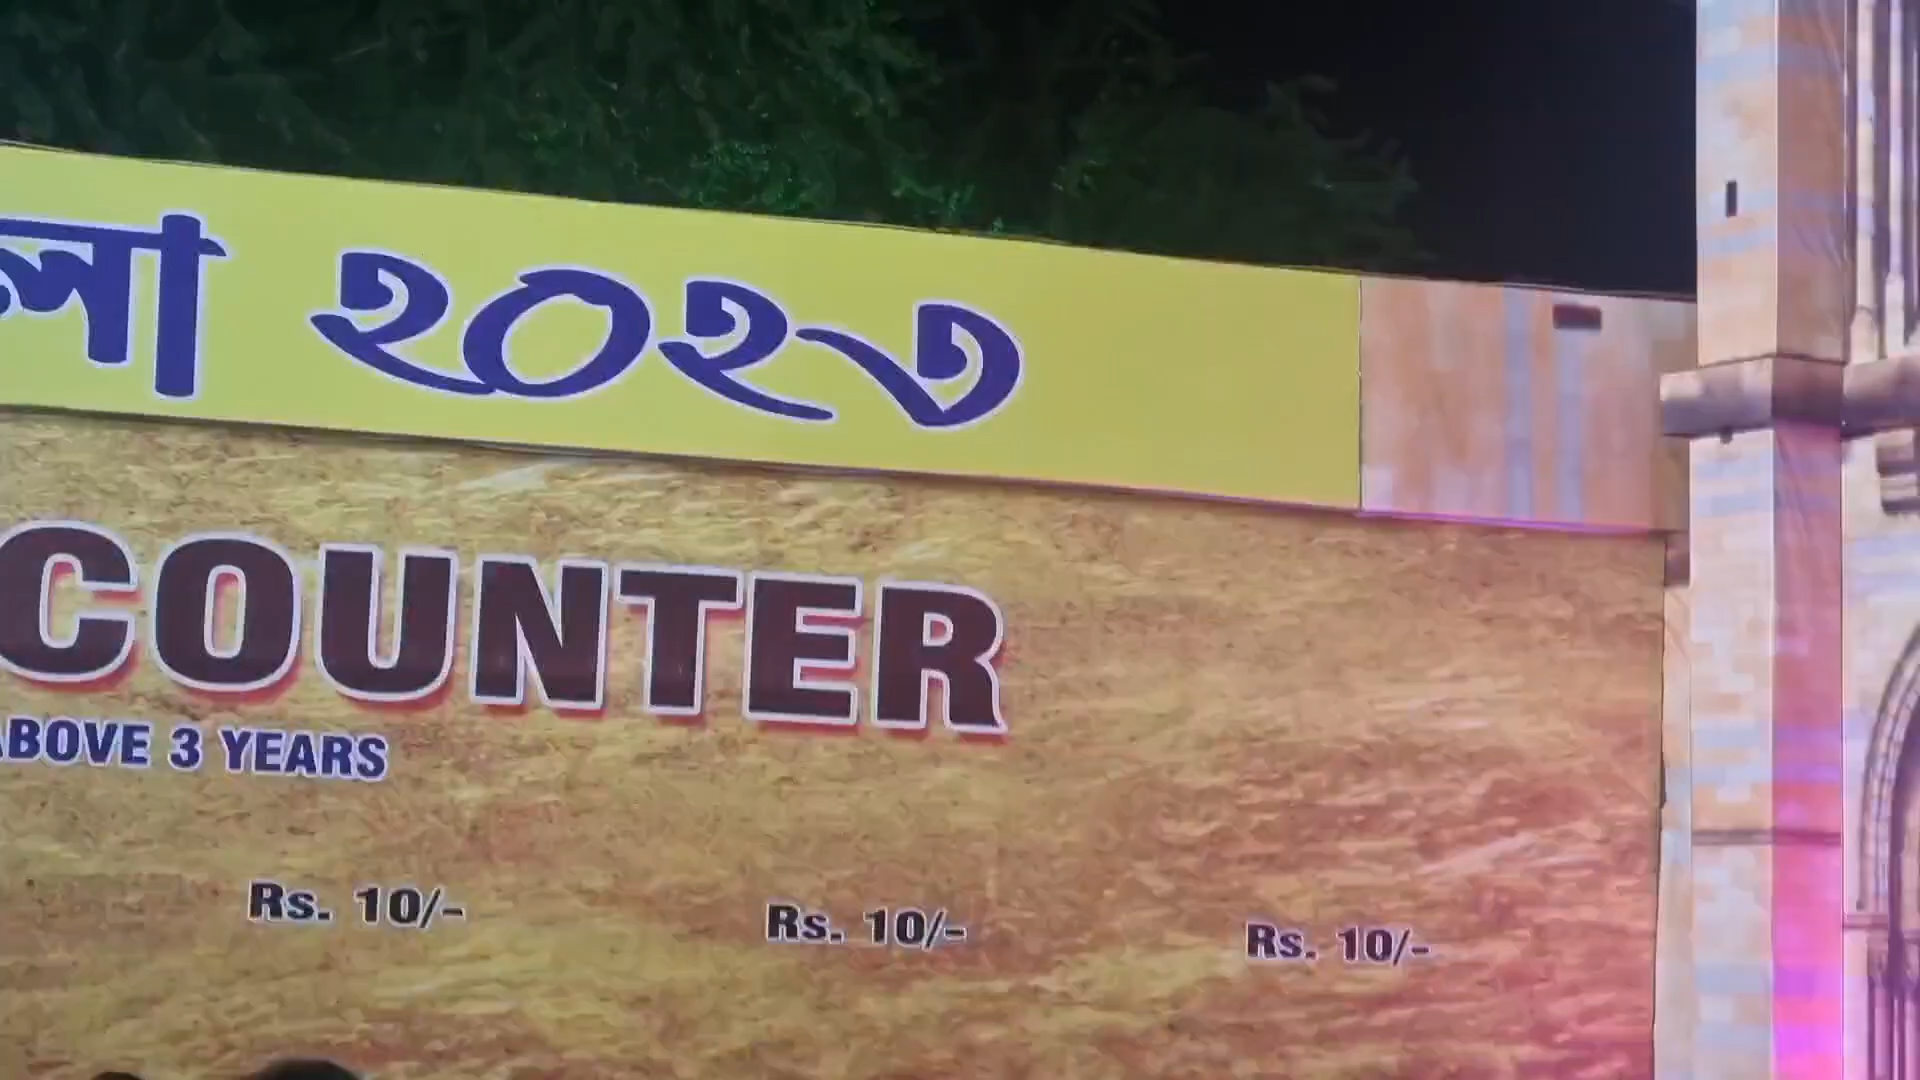 ২০২৩
COUNTER
ABOVE 3 YEARS
Rs. 10/- Rs. 10/- Rs. 10/-